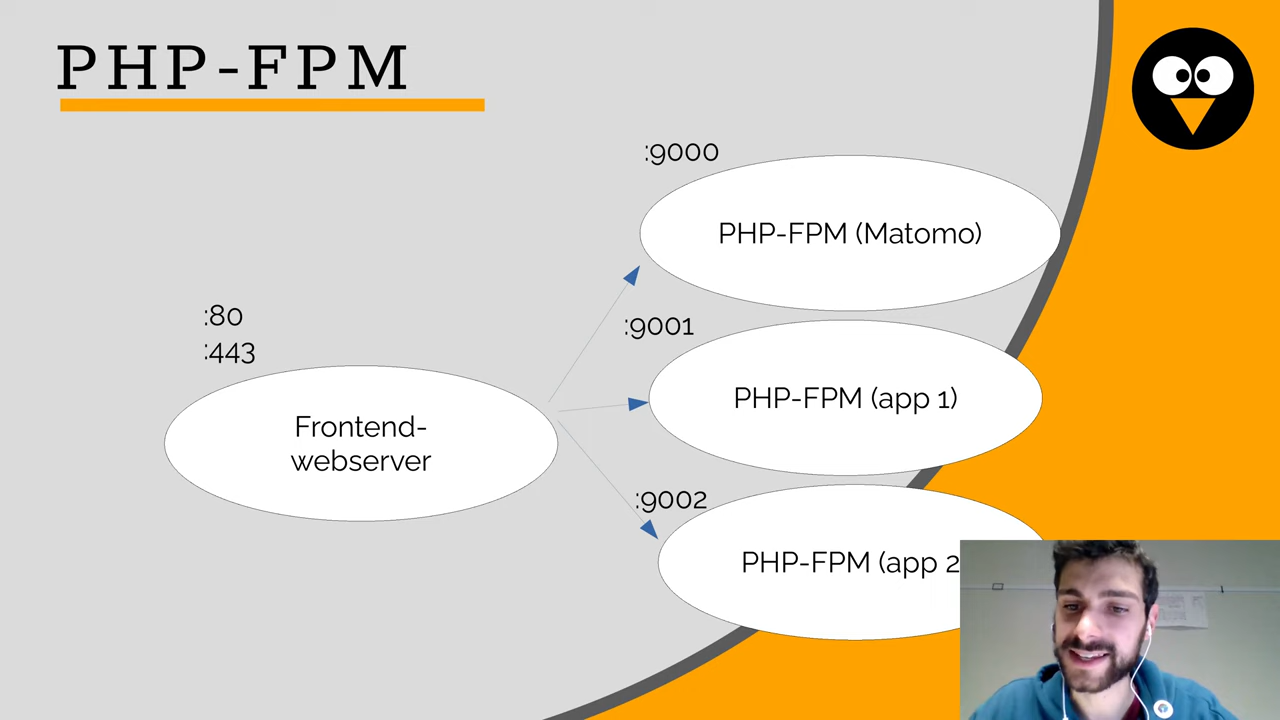 PHP-FPM
:9000
PHP-FPM (Matomo)
:80
:443
:9001
PHP-FPM (app 1)
Frontend-
webserver
:9002
PHP-FPM (app 2